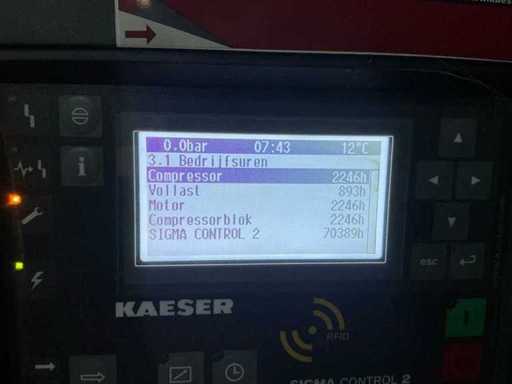 0.0bar 07:43 12°C
3.1 Bedrijfsuren
Compressor 2246h
Vollast 893h
Motor 2246h
Compressorblok 2246h
SIGMA CONTROL 2 70389h
esc
KAESER
RFID
SIGMA CONTROL 2